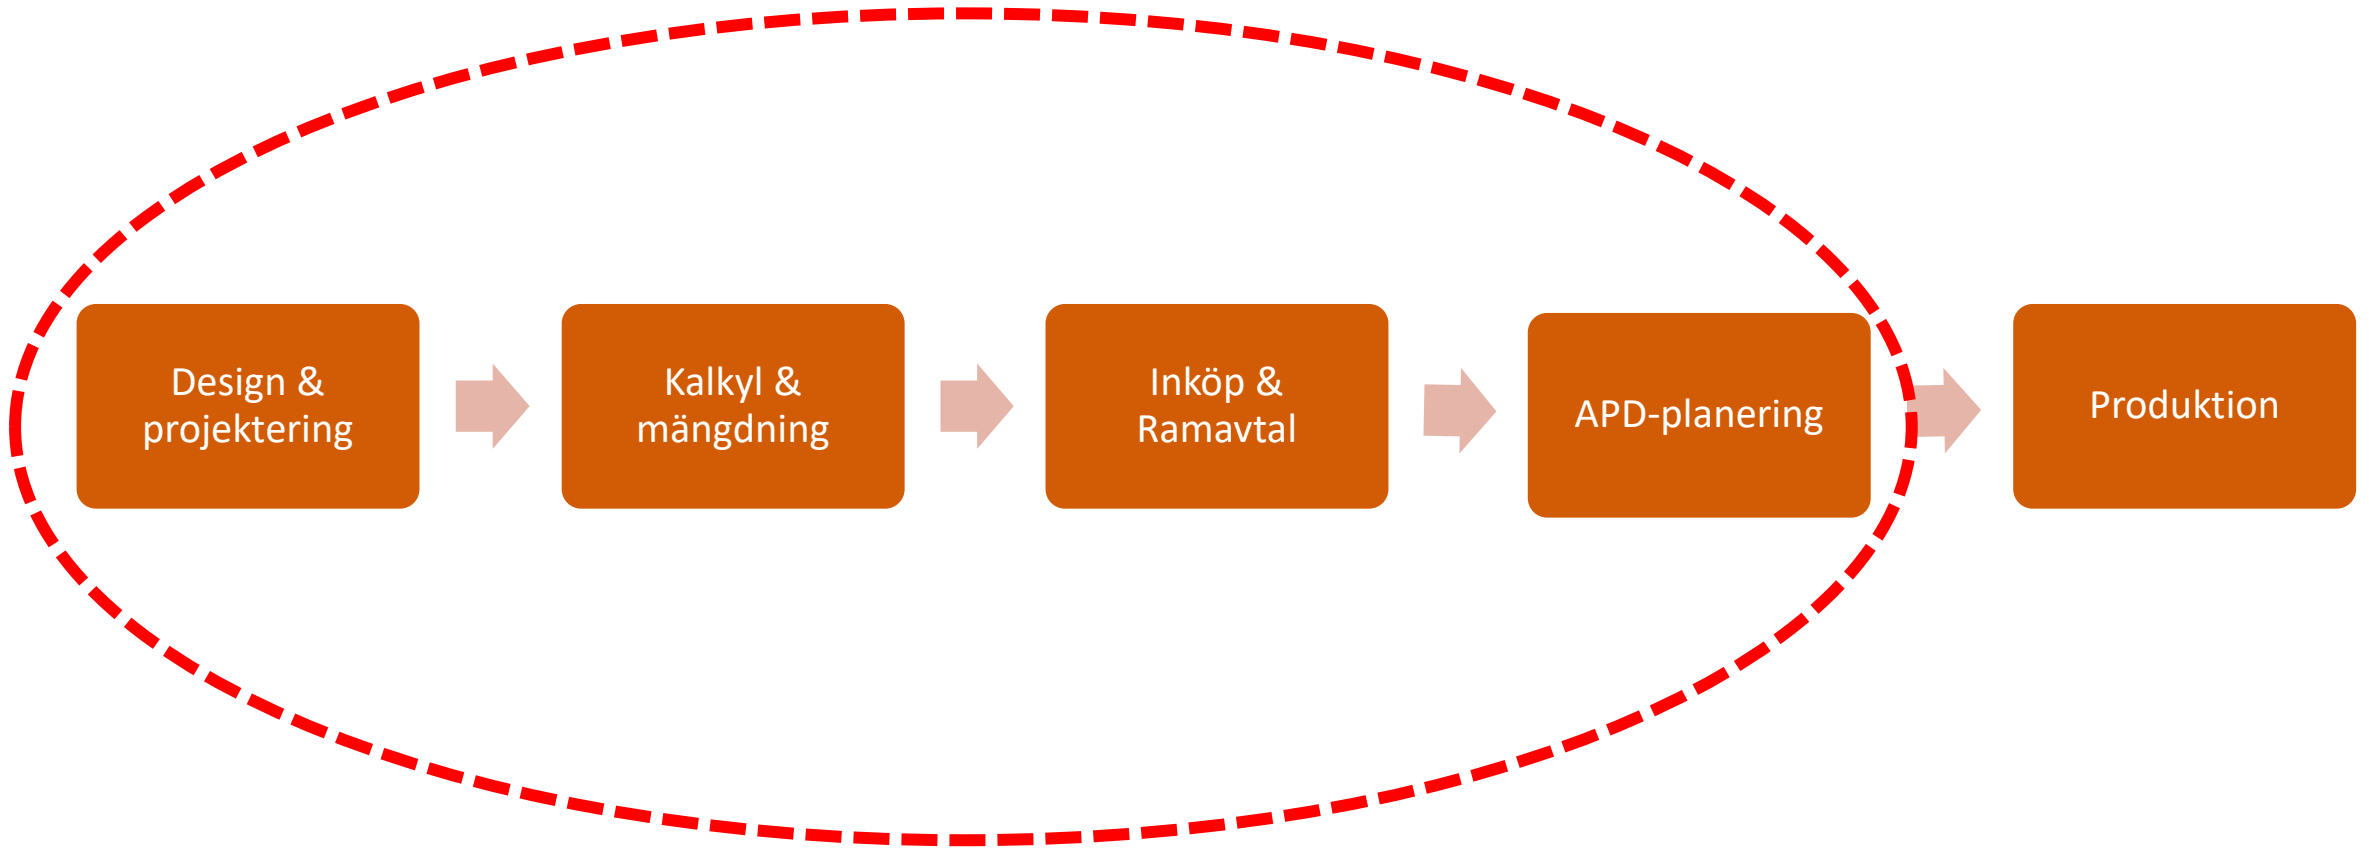 Design &
projektering
Kalkyl &
mängdning
Inköp &
Ramavtal
APD-planering
Produktion